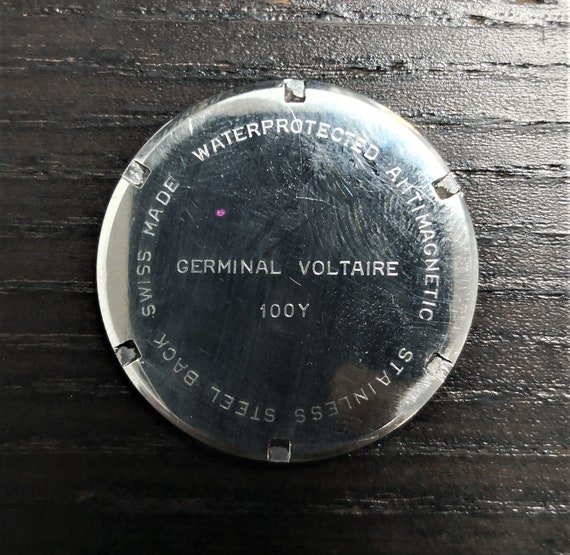 WATERPROTECTED ANTIMAGNETIC STAINLESS STEEL BACK SWISS MADE
GERMINAL VOLTAIRE
100Y